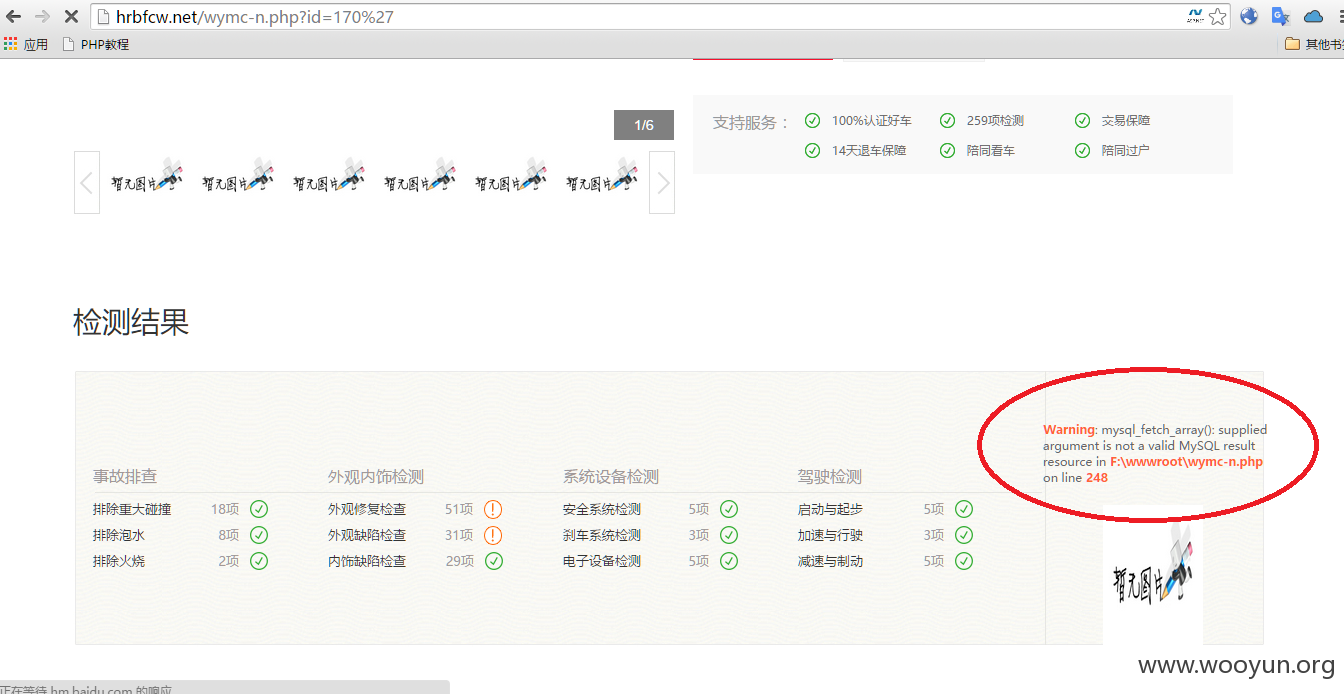 hrbfcw.net/wymc-n.php?id=170%27
应用 PHP教程 其他书
1/6
支持服务： 100%认证好车 259项检测 交易保障
14天退车保障 陪同看车 陪同过户
暂无图片 暂无图片 暂无图片 暂无图片 暂无图片 暂无图片
检测结果
Warning: mysql_fetch_array(): supplied
argument is not a valid MySQL result
resource in F:\wwwroot\wymc-n.php
on line 248
事故排查 外观内饰检测 系统设备检测 驾驶检测
排除重大碰撞 18项 外观修复检查 51项 安全系统检测 5项 启动与起步 5项
排除泡水 8项 外观缺陷检查 31项 刹车系统检测 3项 加速与行驶 3项
排除火烧 2项 内饰缺陷检查 29项 电子设备检测 5项 减速与制动 5项
暂无图片
www.wooyun.org
正在等待 hm.baidu.com 的响应